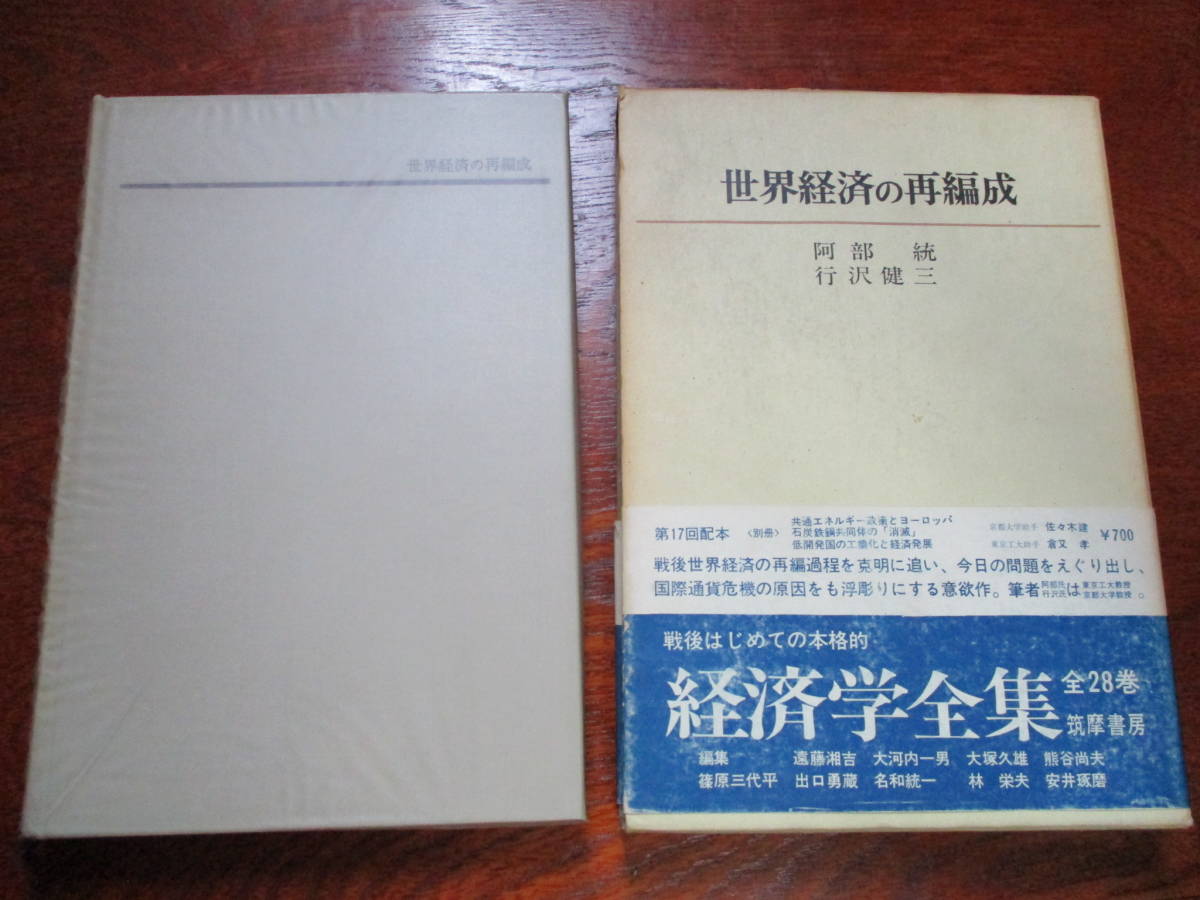 世界経済の再編成
世界経済の再編成
阿部 統
行沢健三
第17回配本 〈別冊〉
共通エネルギー政策とヨーロッパ
石炭鉄鋼共同体の「消滅」
低開発国の工業化と経済発展
京都大学助手 佐々木建
東京工大助手 倉又 孝
¥700
戦後世界経済の再編過程を克明に追い、今日の問題をえぐり出し、
国際通貨危機の原因をも浮彫りにする意欲作。筆者阿部氏行沢氏は東京工大教授京都大学教授。
戦後はじめての本格的
経済学全集 全28巻
筑摩書房
編集 遠藤湘吉 大河内一男 大塚久雄 熊谷尚夫
篠原三代平 出口勇蔵 名和統一 林 栄夫 安井琢磨